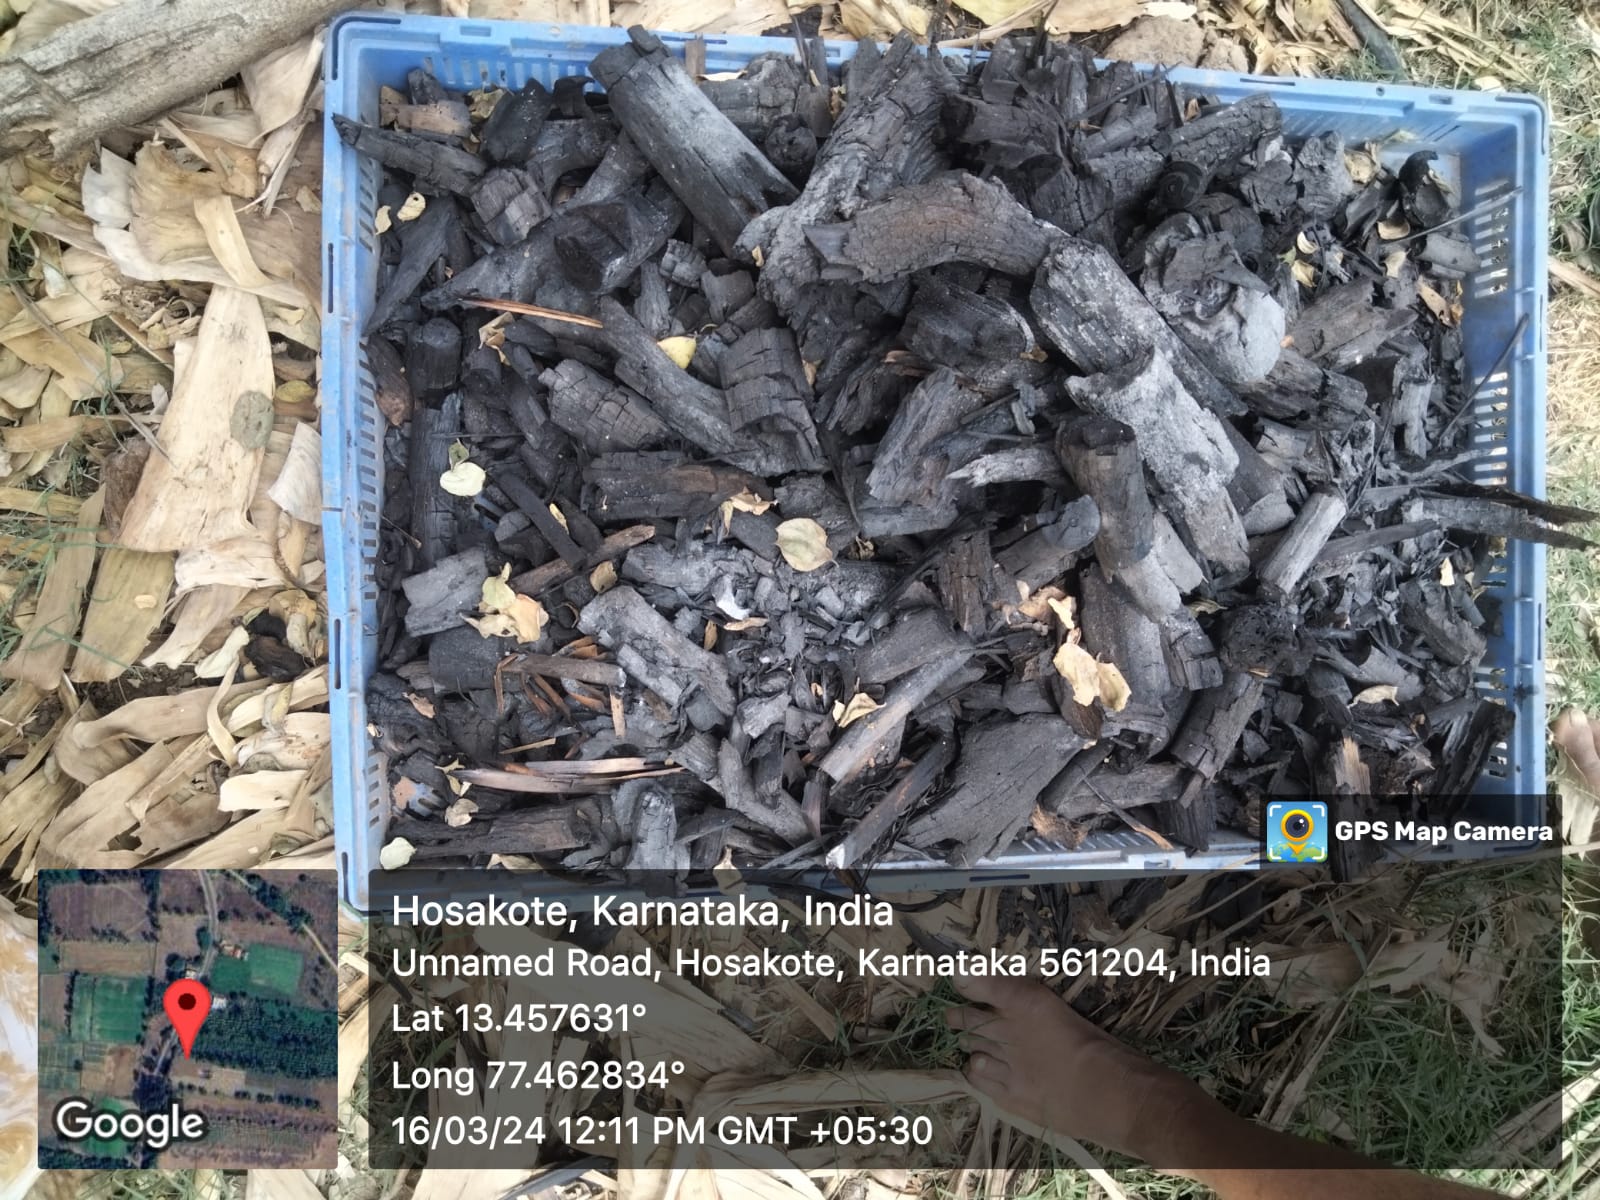 GPS Map Camera
Hosakote, Karnataka, India
Unnamed Road, Hosakote, Karnataka 561204, India
Lat 13.457631°
Long 77.462834°
16/03/24 12:11 PM GMT +05:30
Google